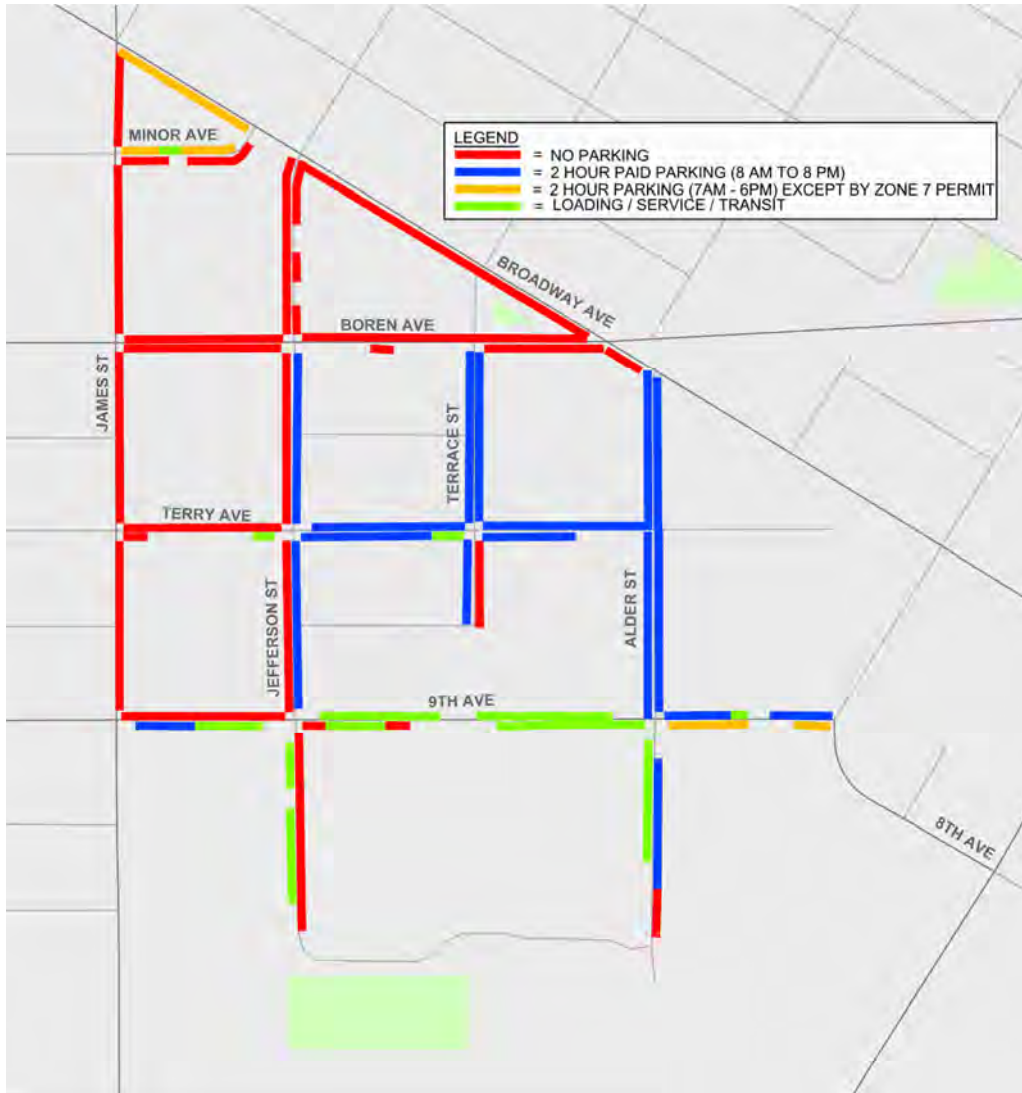 MINOR AVE
LEGEND
= NO PARKING
= 2 HOUR PAID PARKING (8 AM TO 8 PM)
= 2 HOUR PARKING (7AM - 6PM) EXCEPT BY ZONE 7 PERMIT
= LOADING / SERVICE / TRANSIT
BROADWAY AVE
BOREN AVE
JAMES ST
TERRACE ST
TERRY AVE
JEFFERSON ST
ALDER ST
9TH AVE
8TH AVE